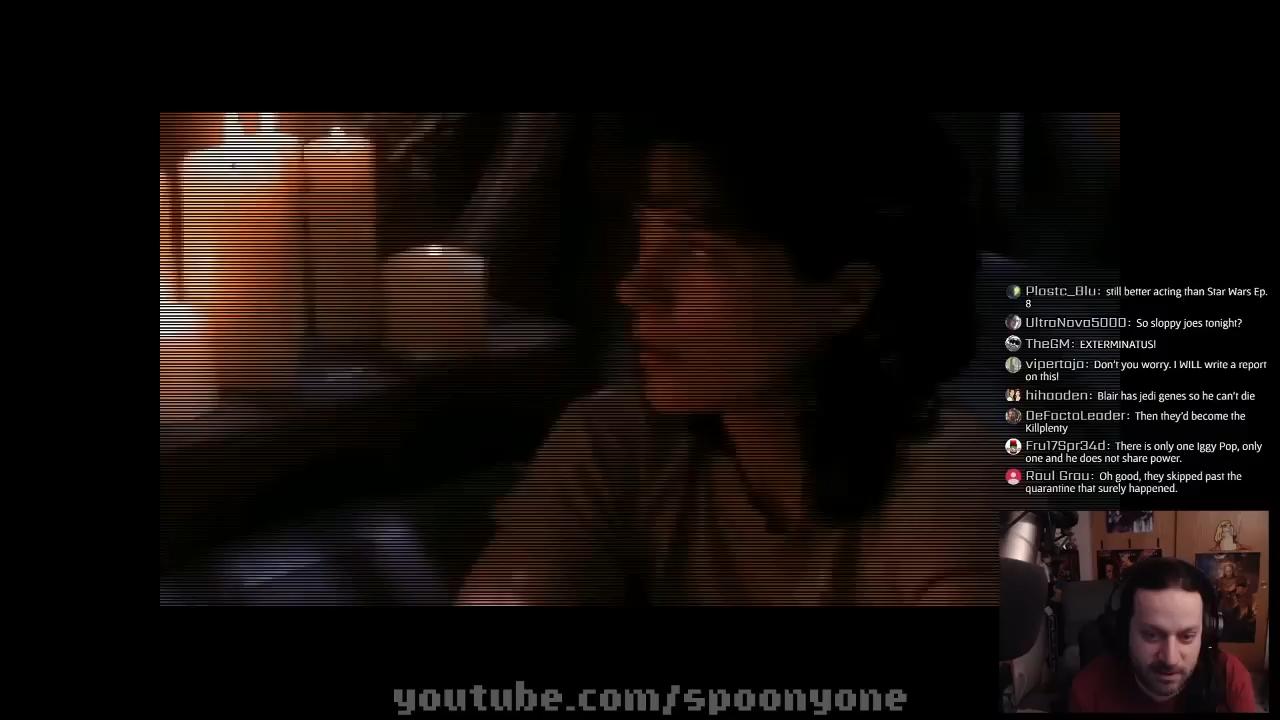 Plastc_Blu: still better acting than Star Wars Ep.
8
UltraNova5000: So sloppy joes tonight?
TheGM: EXTERMINATUS!
vipertojo: Don't you worry. I WILL write a report
on this!
hihooden: Blair has jedi genes so he can't die
DeFactoLeader: Then they'd become the
Killplenty
Fru17Spr34d: There is only one Iggy Pop, only
one and he does not share power.
Raul Grau: Oh good, they skipped past the
quarantine that surely happened.
youtube.com/spoonyone